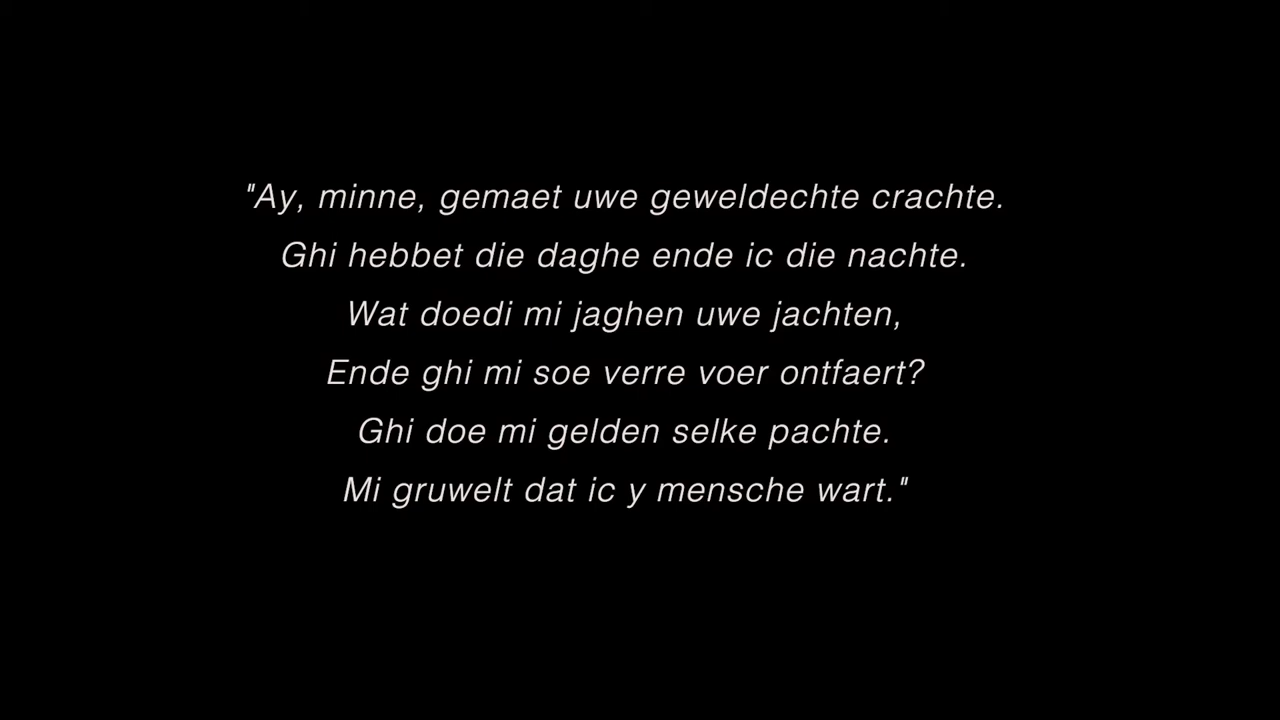 "Ay, minne, gemaet uwe geweldechte crachte.
Ghi hebbet die daghe ende ic die nachte.
Wat doedi mi jaghen uwe jachten,
Ende ghi mi soe verre voer ontfaert?
Ghi doe mi gelden selke pachte.
Mi gruwelt dat ic y mensche wart."